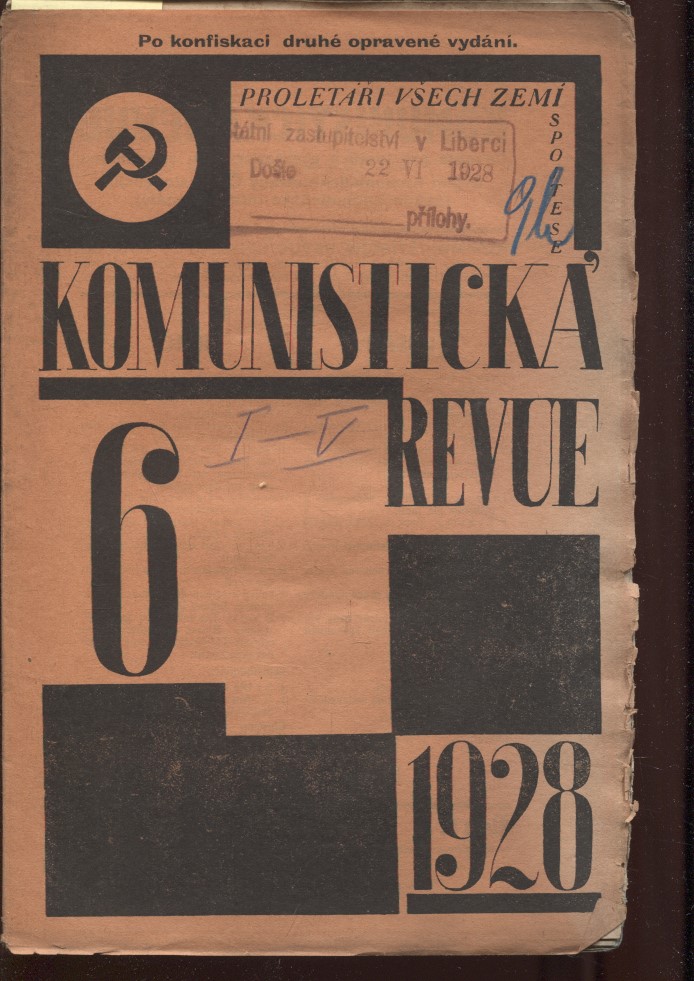 Po konfiskaci druhé opravené vydání.
PROLETÁŘI VŠECH ZEMÍ
SPOJTE SE
státní zastupitelství v Liberci
Došlo 22 VI 1928
přílohy.
KOMUNISTICKÁ
REVUE
6
I-V
1928